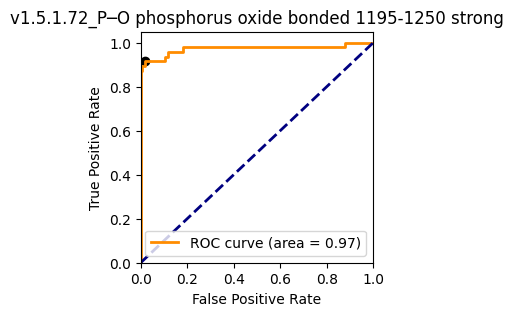 v1.5.1.72_P─O phosphorus oxide bonded 1195-1250 strong
True Positive Rate
1.0
0.8
0.6
0.4
0.2
0.0
ROC curve (area = 0.97)
0.0 0.2 0.4 0.6 0.8 1.0
False Positive Rate